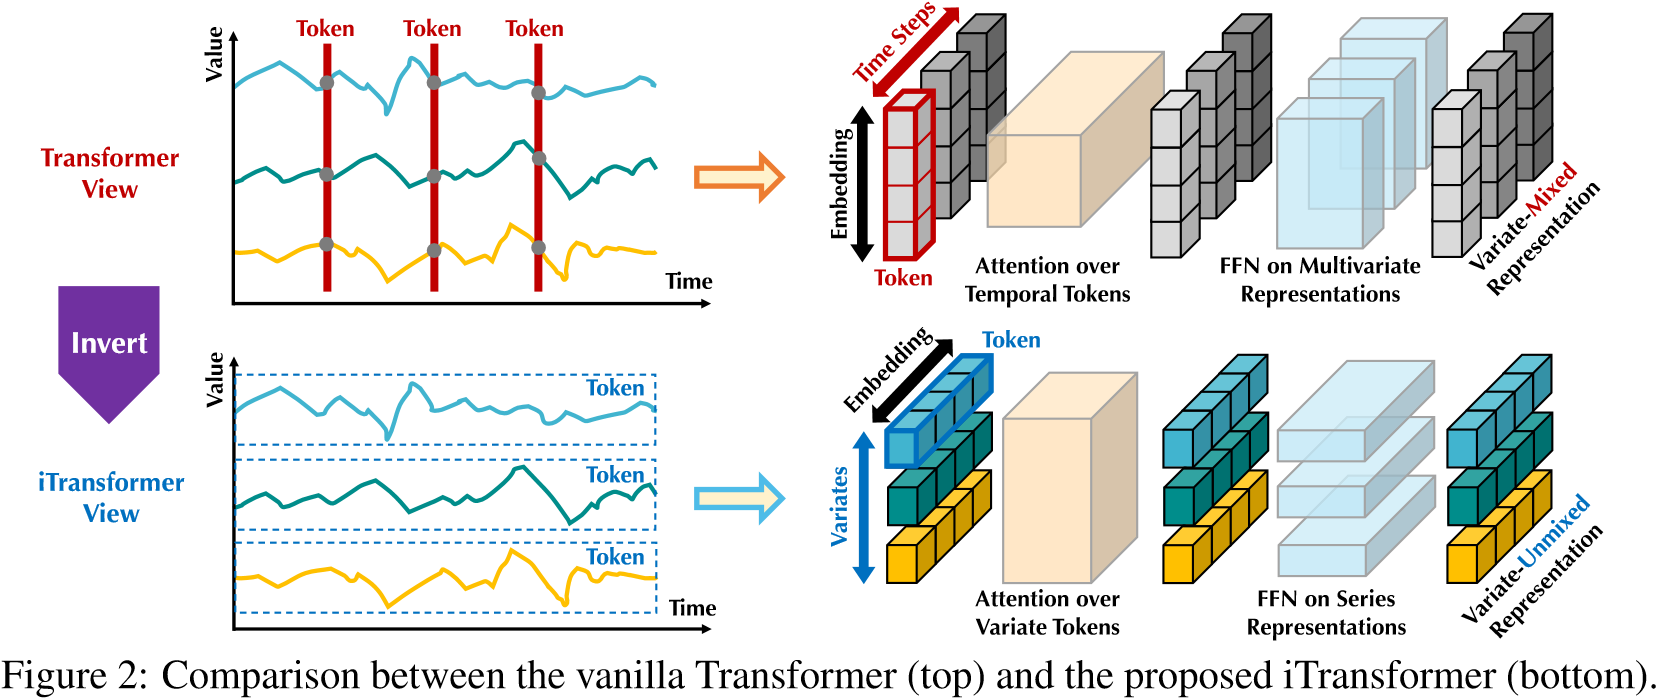 Token
Token
Token
Value
Transformer
View
Time
Time Steps
Embedding
Token
Attention over
Temporal Tokens
FFN on Multivariate
Representations
Variate-Mixed
Representation
Invert
Value
Token
iTransformer
View
Token
Token
Time
Embedding
Token
Variates
Attention over
Variate Tokens
FFN on Series
Representations
Variate-Unmixed
Representation
Figure 2: Comparison between the vanilla Transformer (top) and the proposed iTransformer (bottom).